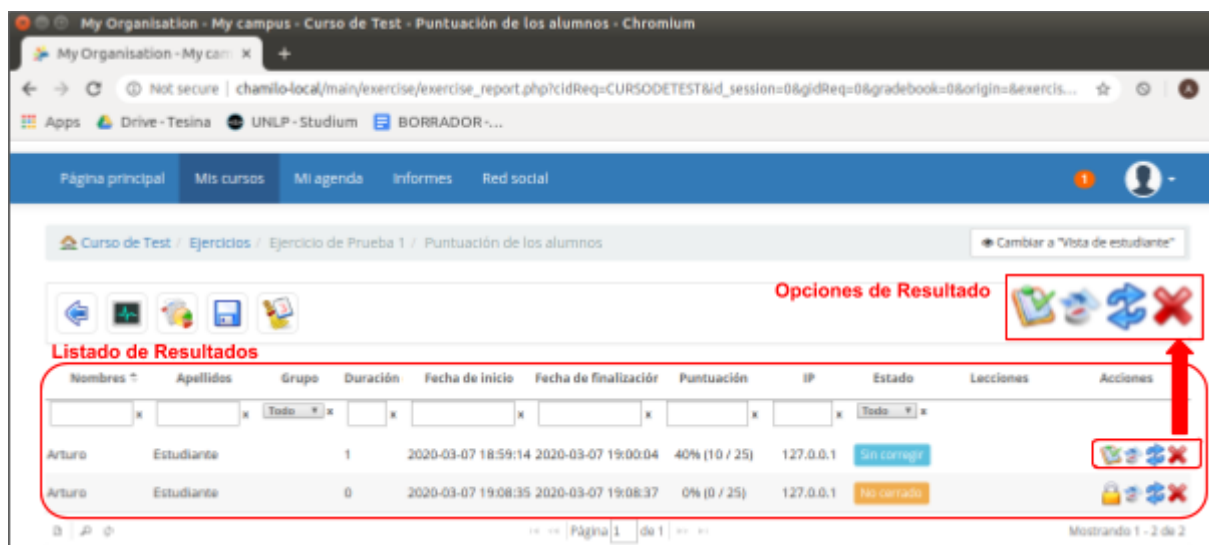 My Organisation - My campus - Curso de Test - Puntuación de los alumnos - Chromium
My Organisation - My cam
Not secure | chamilo-local/main/exercise/exercise_report.php?cidReq=CURSODETEST&id_session=0&gidReq=0&gradebook=0&origin=&exercis... A
Apps Drive - Tesina UNLP - Studium BORRADOR -...
Página principal Mis cursos Mi agenda Informes Red social 1
Curso de Test / Ejercicios / Ejercicio de Prueba 1 / Puntuación de los alumnos Cambiar a "Vista de estudiante"
Opciones de Resultado
Listado de Resultados
Nombres Apellidos Grupo Duración Fecha de inicio Fecha de finalización Puntuación IP Estado Lecciones Acciones
x x Todo x x x x x x Todo x
Arturo Estudiante 1 2020-03-07 18:59:14 2020-03-07 19:00:04 40% (10 / 25) 127.0.0.1 Sin corregir
Arturo Estudiante 0 2020-03-07 19:08:35 2020-03-07 19:08:37 0% (0 / 25) 127.0.0.1 No cerrado
Página 1 de 1 Mostrando 1 - 2 de 2